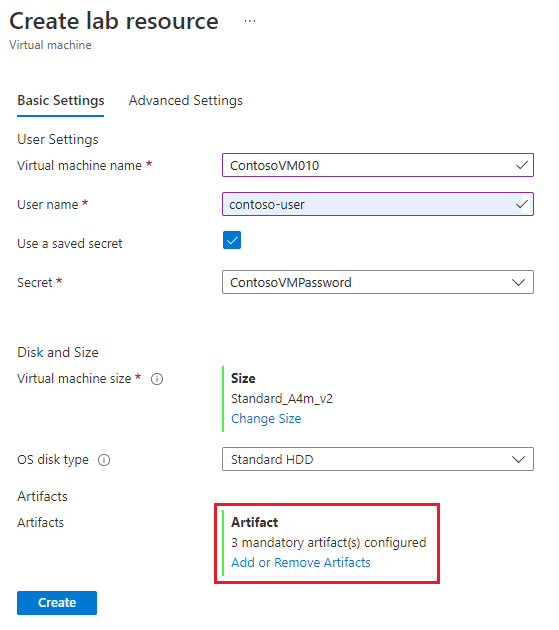 Create lab resource ...
Virtual machine
Basic Settings Advanced Settings
User Settings
Virtual machine name * ContosoVM010
User name * contoso-user
Use a saved secret
Secret * ContosoVMPassword
Disk and Size
Virtual machine size * Size
Standard_A4m_v2
Change Size
OS disk type Standard HDD
Artifacts
Artifacts Artifact
3 mandatory artifact(s) configured
Add or Remove Artifacts
Create